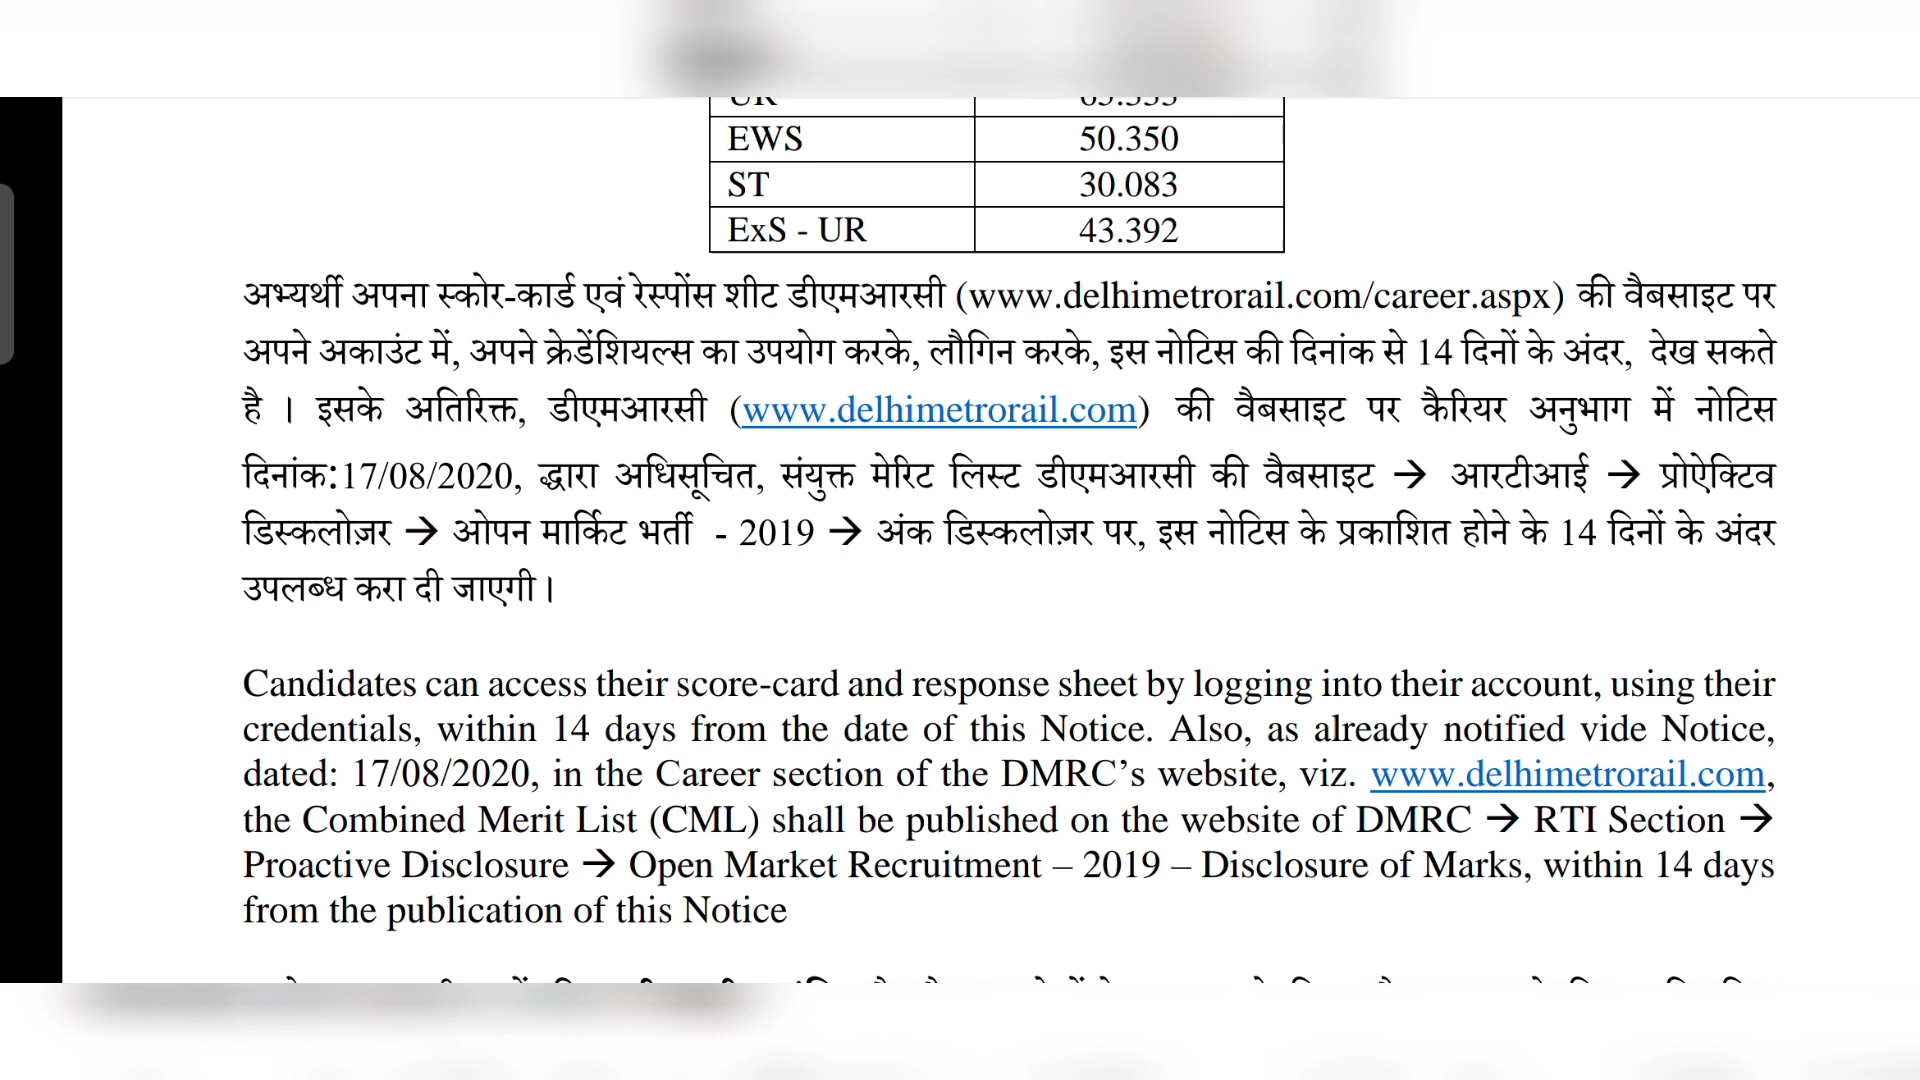 EWS 50.350
ST 30.083
ExS - UR 43.392
अभ्यर्थी अपना स्कोर-कार्ड एवं रेस्पोंस शीट डीएमआरसी (www.delhimetrorail.com/career.aspx) की वैबसाइट पर
अपने अकाउंट में, अपने क्रेडेंशियल्स का उपयोग करके, लौगिन करके, इस नोटिस की दिनांक से 14 दिनों के अंदर, देख सकते
है । इसके अतिरिक्त, डीएमआरसी (www.delhimetrorail.com) की वैबसाइट पर कैरियर अनुभाग में नोटिस
दिनांक:17/08/2020, द्धारा अधिसूचित, संयुक्त मेरिट लिस्ट डीएमआरसी की वैबसाइट → आरटीआई → प्रोऐक्टिव
डिस्कलोज़र → ओपन मार्किट भर्ती - 2019 → अंक डिस्कलोज़र पर, इस नोटिस के प्रकाशित होने के 14 दिनों के अंदर
उपलब्ध करा दी जाएगी।
Candidates can access their score-card and response sheet by logging into their account, using their
credentials, within 14 days from the date of this Notice. Also, as already notified vide Notice,
dated: 17/08/2020, in the Career section of the DMRC’s website, viz. www.delhimetrorail.com,
the Combined Merit List (CML) shall be published on the website of DMRC → RTI Section →
Proactive Disclosure → Open Market Recruitment – 2019 – Disclosure of Marks, within 14 days
from the publication of this Notice